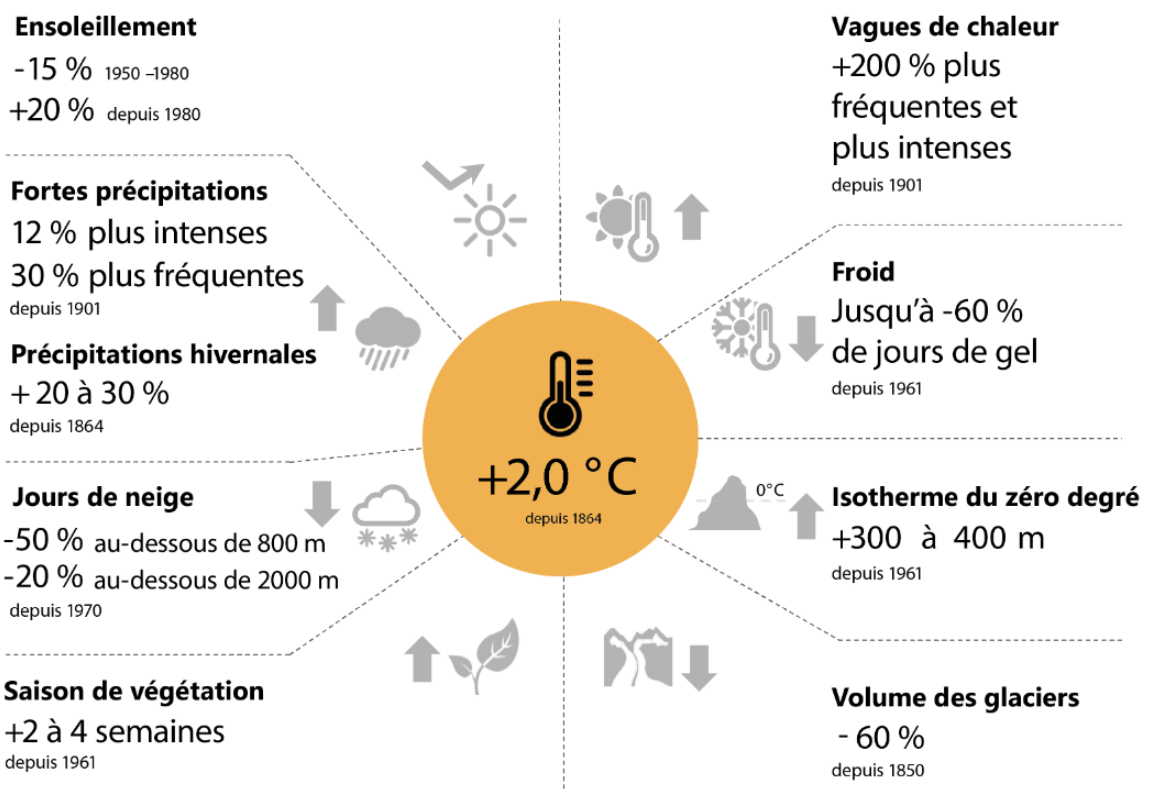 Ensoleillement
-15 % 1950 –1980
+20 % depuis 1980
Fortes précipitations
12 % plus intenses
30 % plus fréquentes
depuis 1901
Précipitations hivernales
+ 20 à 30 %
depuis 1864
Jours de neige
-50 % au-dessous de 800 m
-20 % au-dessous de 2000 m
depuis 1970
Saison de végétation
+2 à 4 semaines
depuis 1961
+2,0 °C
depuis 1864
Vagues de chaleur
+200 % plus
fréquentes et
plus intenses
depuis 1901
Froid
Jusqu’à -60 %
de jours de gel
depuis 1961
0°C
Isotherme du zéro degré
+300 à 400 m
depuis 1961
Volume des glaciers
- 60 %
depuis 1850